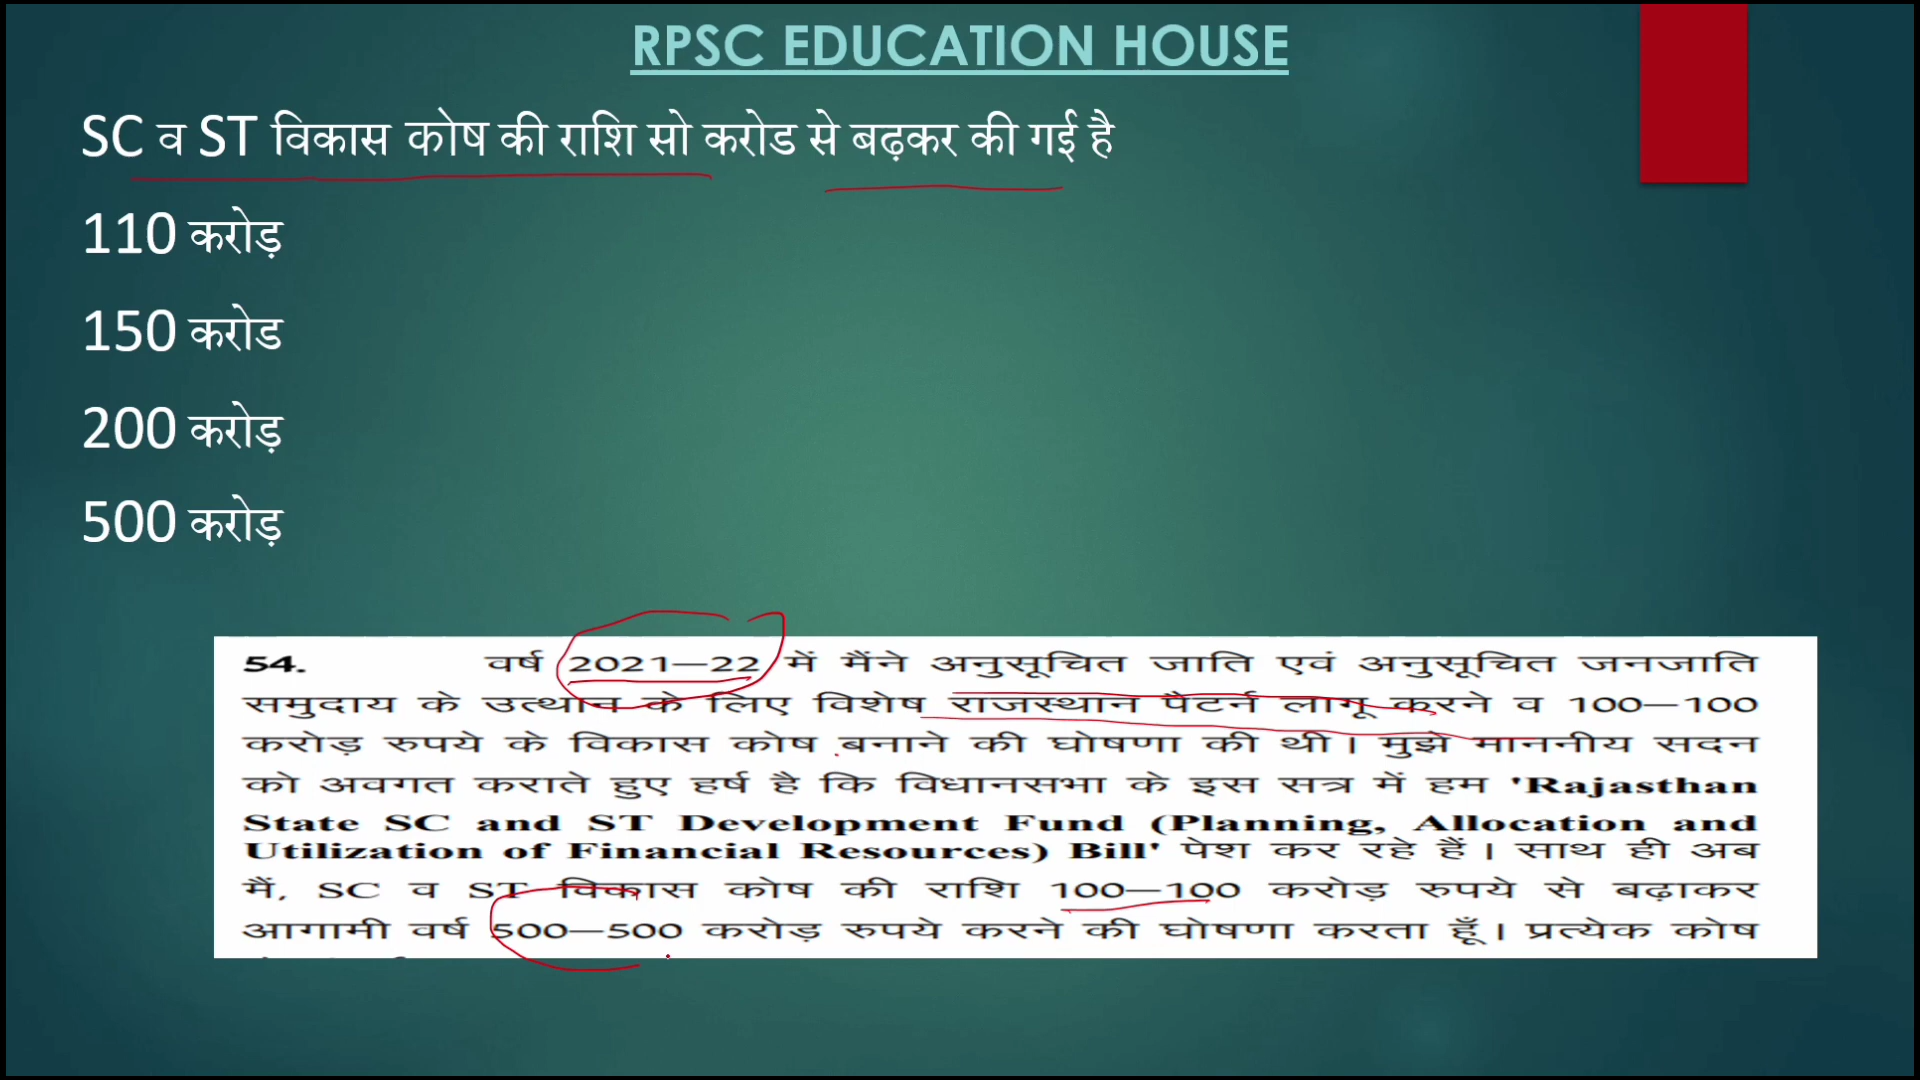 RPSC EDUCATION HOUSE
SC व ST विकास कोष की राशि सो करोड से बढ़कर की गई है
110 करोड़
150 करोड
200 करोड़
500 करोड़
54. वर्ष 2021—22 में मैंने अनुसूचित जाति एवं अनुसूचित जनजाति
समुदाय के उत्थान के लिए विशेष राजस्थान पैटर्न लागू करने व 100—100
करोड़ रुपये के विकास कोष बनाने की घोषणा की थी। मुझे माननीय सदन
को अवगत कराते हुए हर्ष है कि विधानसभा के इस सत्र में हम 'Rajasthan
State SC and ST Development Fund (Planning, Allocation and
Utilization of Financial Resources) Bill' पेश कर रहे हैं। साथ ही अब
मैं, SC व ST विकास कोष की राशि 100—100 करोड़ रुपये से बढ़ाकर
आगामी वर्ष 500—500 करोड़ रुपये करने की घोषणा करता हूँ। प्रत्येक कोष